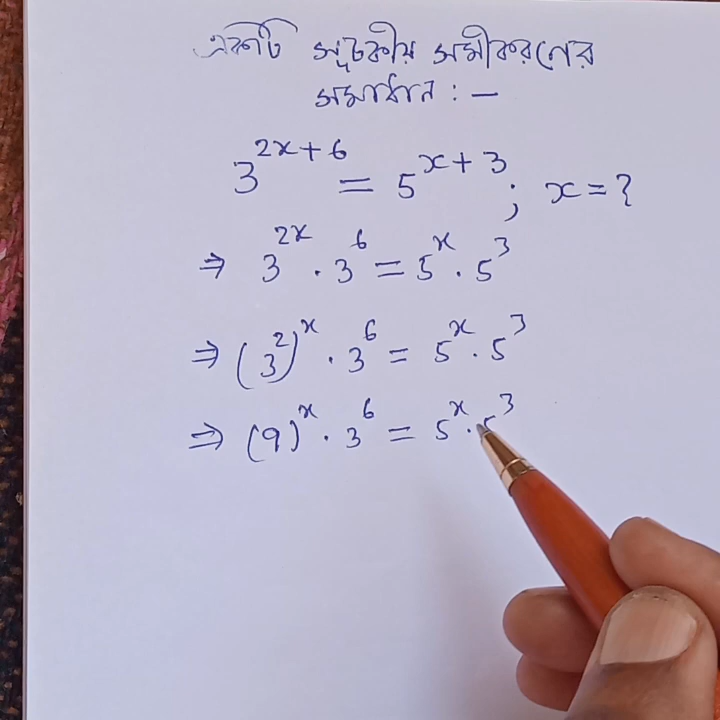 একটি সূচকীয় সমীকরণের
সমাধান : −
3^{2x+6} = 5^{x+3} ; x = ?
⇒ 3^{2x} · 3^6 = 5^x · 5^3
⇒ (3^2)^x · 3^6 = 5^x · 5^3
⇒ (9)^x · 3^6 = 5^x · 5^3